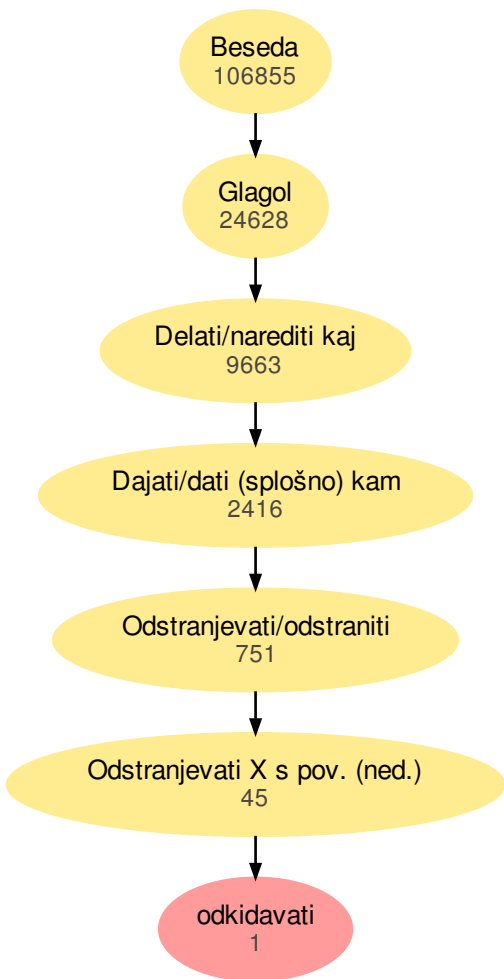 Beseda
106855
Glagol
24628
Delati/narediti kaj
9663
Dajati/dati (splošno) kam
2416
Odstranjevati/odstraniti
751
Odstranjevati X s pov. (ned.)
45
odkidavati
1